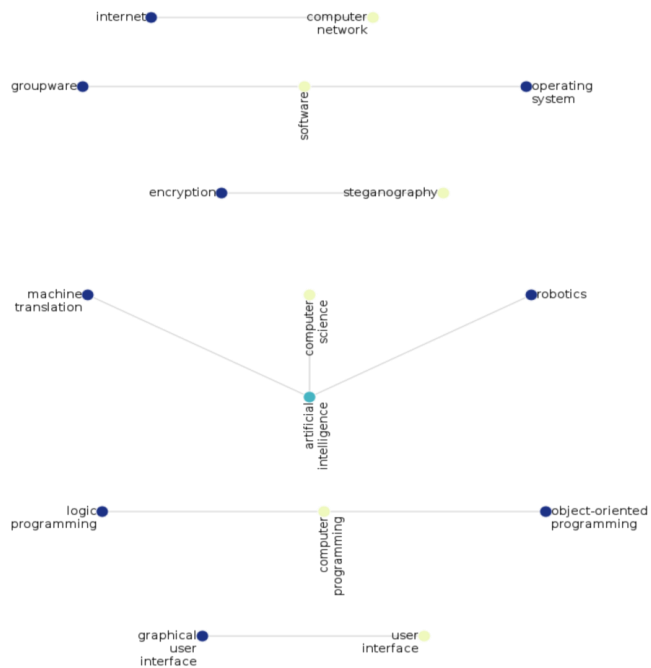 internet
computer
network
groupware
software
operating
system
encryption
steganography
machine
translation
computer
science
robotics
artificial
intelligence
logic
programming
computer
programming
object-oriented
programming
graphical
user
interface
user
interface